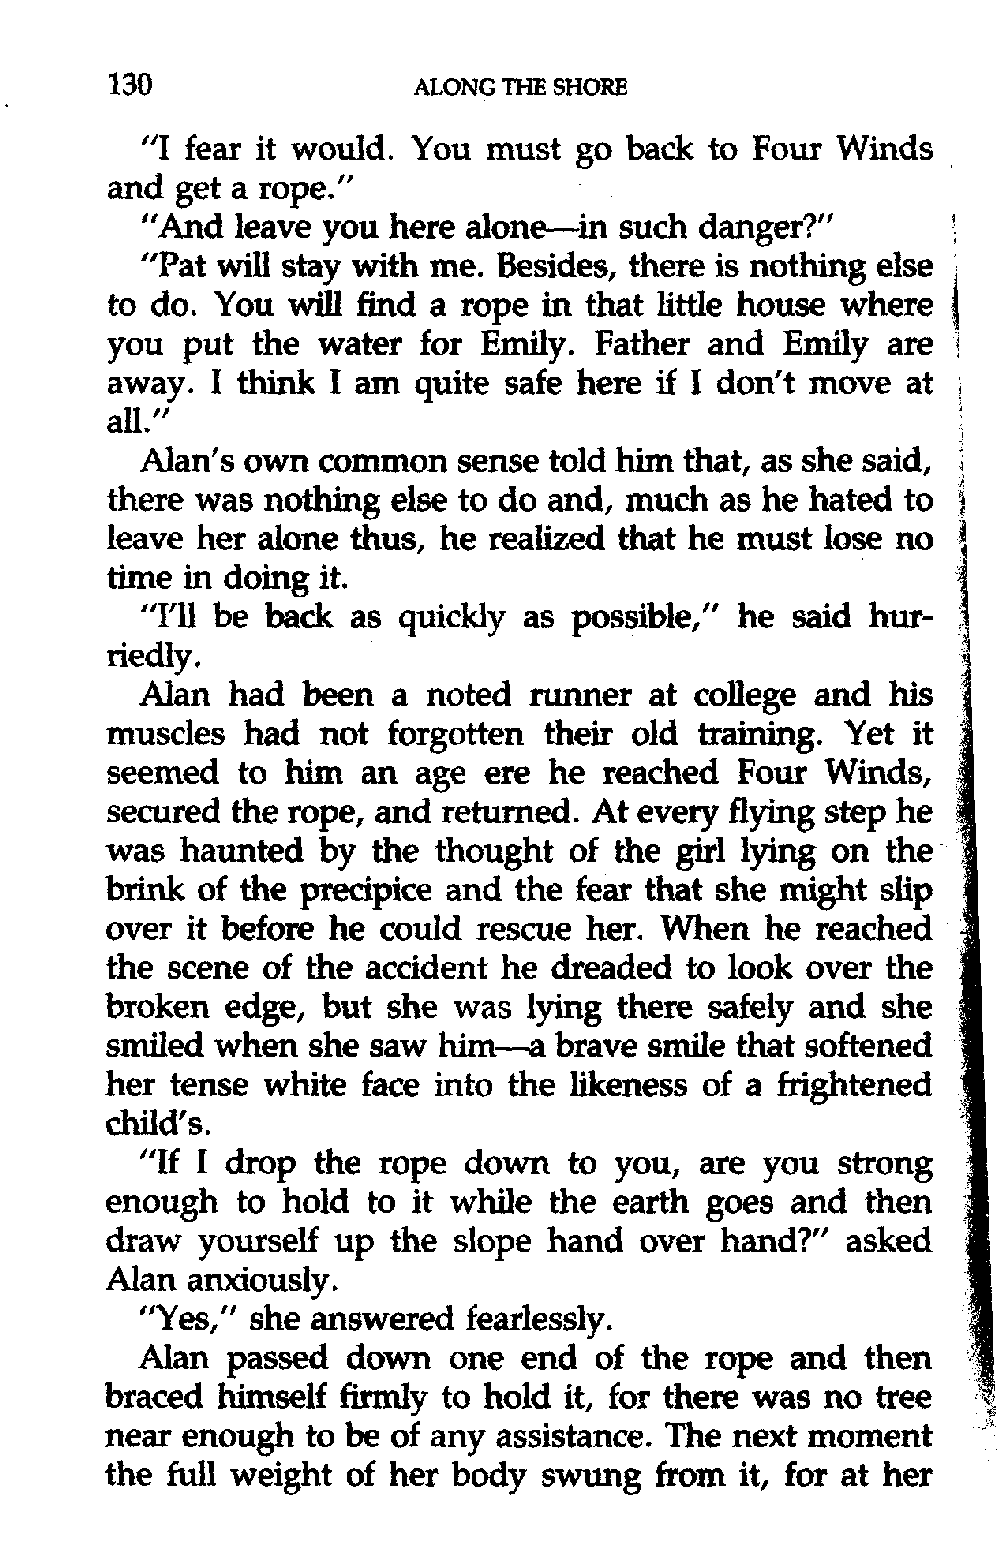 130 ALONG THE SHORE
"I fear it would. You must go back to Four Winds
and get a rope."
"And leave you here alone—in such danger?"
"Pat will stay with me. Besides, there is nothing else
to do. You will find a rope in that little house where
you put the water for Emily. Father and Emily are
away. I think I am quite safe here if I don't move at
all."
Alan's own common sense told him that, as she said,
there was nothing else to do and, much as he hated to
leave her alone thus, he realized that he must lose no
time in doing it.
"I'll be back as quickly as possible," he said hur-
riedly.
Alan had been a noted runner at college and his
muscles had not forgotten their old training. Yet it
seemed to him an age ere he reached Four Winds,
secured the rope, and returned. At every flying step he
was haunted by the thought of the girl lying on the
brink of the precipice and the fear that she might slip
over it before he could rescue her. When he reached
the scene of the accident he dreaded to look over the
broken edge, but she was lying there safely and she
smiled when she saw him—a brave smile that softened
her tense white face into the likeness of a frightened
child's.
"If I drop the rope down to you, are you strong
enough to hold to it while the earth goes and then
draw yourself up the slope hand over hand?" asked
Alan anxiously.
"Yes," she answered fearlessly.
Alan passed down one end of the rope and then
braced himself firmly to hold it, for there was no tree
near enough to be of any assistance. The next moment
the full weight of her body swung from it, for at her